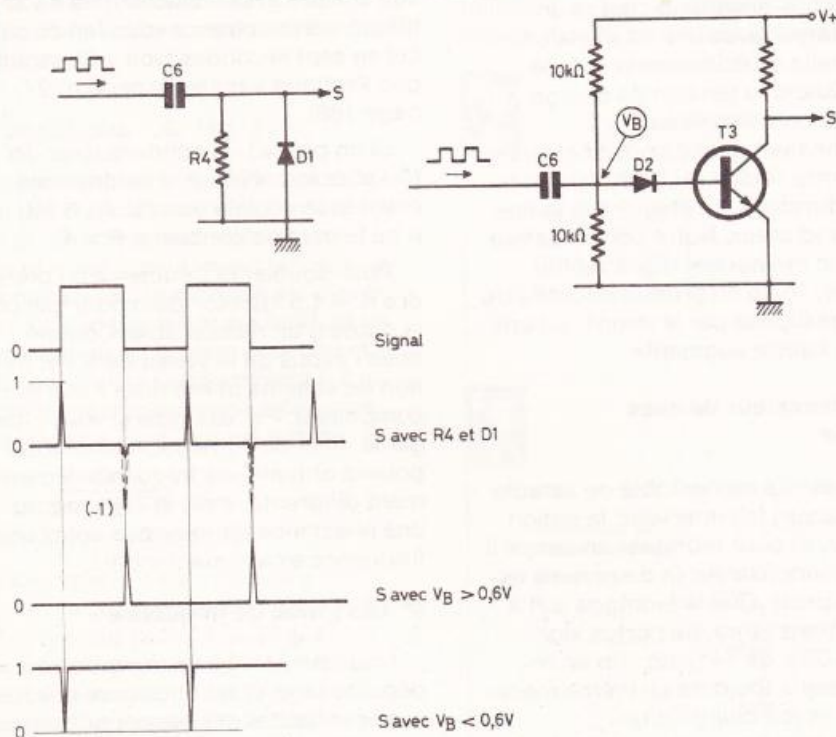 V+
10kΩ
C6
S
R4
D1
VB
S
T3
C6
D2
10kΩ
0
Signal
1
0
S avec R4 et D1
(-1)
0
S avec VB > 0,6V
1
0
S avec VB < 0,6V